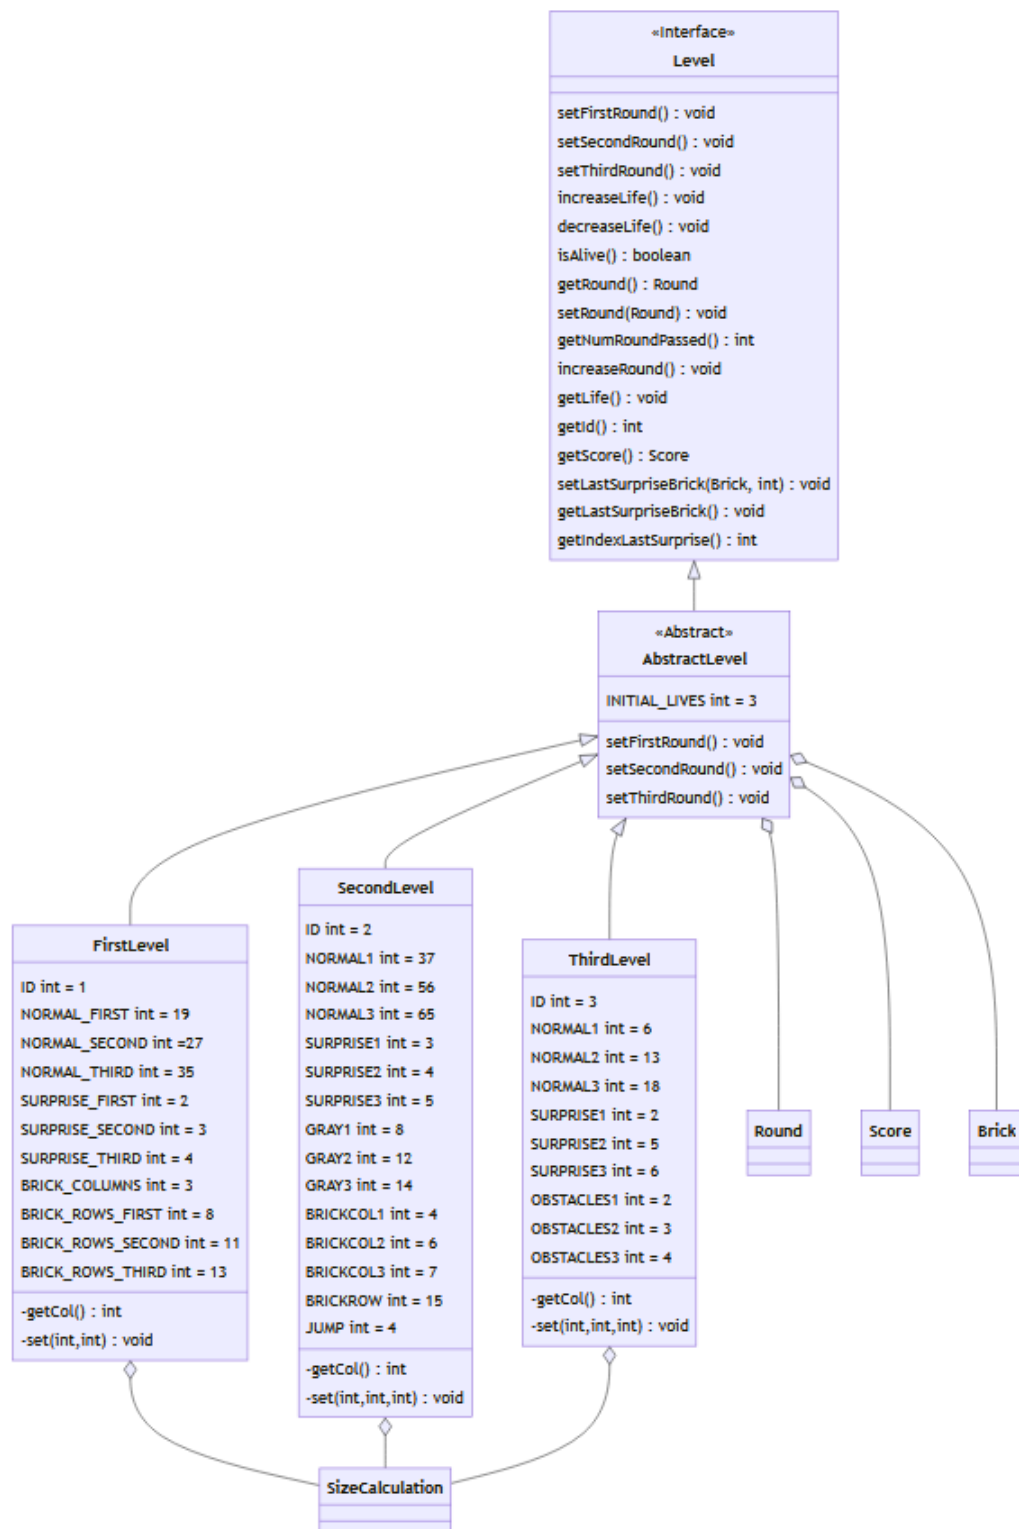 «Interface»
Level
setFirstRound() : void
setSecondRound() : void
setThirdRound() : void
increaseLife() : void
decreaseLife() : void
isAlive() : boolean
getRound() : Round
setRound(Round) : void
getNumRoundPassed() : int
increaseRound() : void
getLife() : void
getId() : int
getScore() : Score
setLastSurpriseBrick(Brick, int) : void
getLastSurpriseBrick() : void
getIndexLastSurprise() : int
«Abstract»
AbstractLevel
INITIAL_LIVES int = 3
setFirstRound() : void
setSecondRound() : void
setThirdRound() : void
FirstLevel
ID int = 1
NORMAL_FIRST int = 19
NORMAL_SECOND int =27
NORMAL_THIRD int = 35
SURPRISE_FIRST int = 2
SURPRISE_SECOND int = 3
SURPRISE_THIRD int = 4
BRICK_COLUMNS int = 3
BRICK_ROWS_FIRST int = 8
BRICK_ROWS_SECOND int = 11
BRICK_ROWS_THIRD int = 13
-getCol() : int
-set(int,int) : void
SecondLevel
ID int = 2
NORMAL1 int = 37
NORMAL2 int = 56
NORMAL3 int = 65
SURPRISE1 int = 3
SURPRISE2 int = 4
SURPRISE3 int = 5
GRAY1 int = 8
GRAY2 int = 12
GRAY3 int = 14
BRICKCOL1 int = 4
BRICKCOL2 int = 6
BRICKCOL3 int = 7
BRICKROW int = 15
JUMP int = 4
-getCol() : int
-set(int,int,int) : void
ThirdLevel
ID int = 3
NORMAL1 int = 6
NORMAL2 int = 13
NORMAL3 int = 18
SURPRISE1 int = 2
SURPRISE2 int = 5
SURPRISE3 int = 6
OBSTACLES1 int = 2
OBSTACLES2 int = 3
OBSTACLES3 int = 4
-getCol() : int
-set(int,int,int) : void
Round
Score
Brick
SizeCalculation